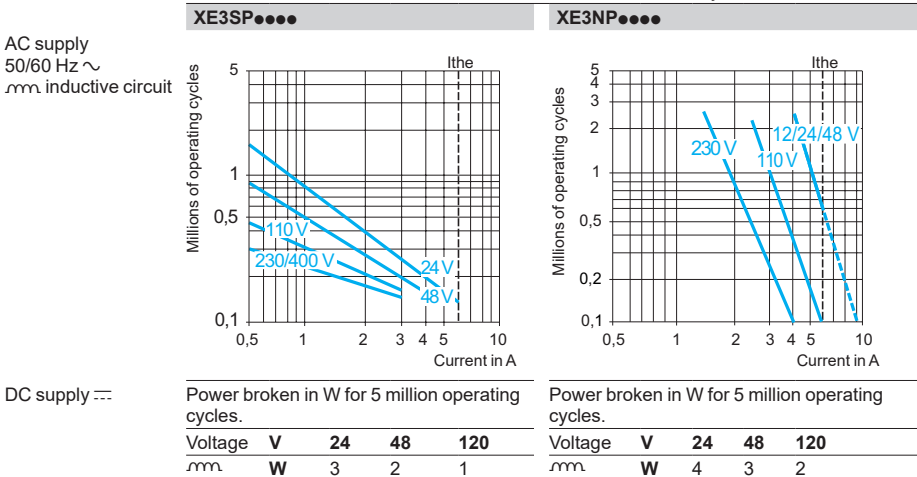 XE3SP●●●●
XE3NP●●●●
AC supply
50/60 Hz ~
inductive circuit
Millions of operating cycles
Ithe
5
1
0,5
0,1
110 V
230/400 V
24 V
48 V
0,5 1 2 3 4 5 10
Current in A
Millions of operating cycles
Ithe
5
4
3
2
1
0,5
0,2
0,1
12/24/48 V
230 V
110 V
0,5 1 2 3 4 5 10
Current in A
DC supply ⎓
Power broken in W for 5 million operating
cycles.
Voltage V 24 48 120
W 3 2 1
Power broken in W for 5 million operating
cycles.
Voltage V 24 48 120
W 4 3 2